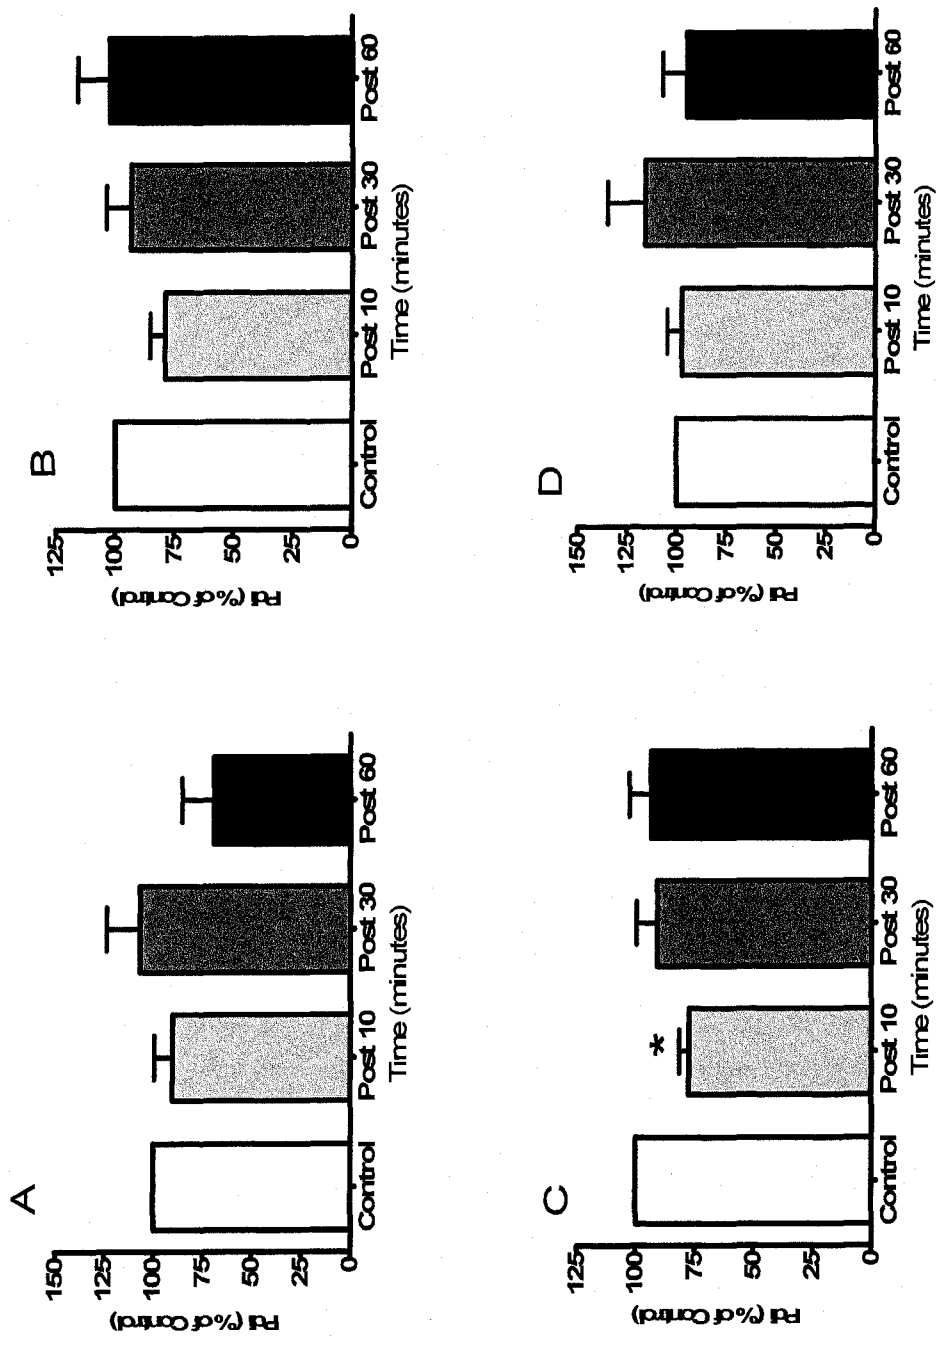 A
Pdi (% of Control)
150
125
100
75
50
25
0
Control Post 10 Post 30 Post 60
Time (minutes)
B
Pdi (% of Control)
125
100
75
50
25
0
Control Post 10 Post 30 Post 60
Time (minutes)
C
Pdi (% of Control)
125
100
75
50
25
0
*
Control Post 10 Post 30 Post 60
Time (minutes)
D
Pdi (% of Control)
150
125
100
75
50
25
0
Control Post 10 Post 30 Post 60
Time (minutes)